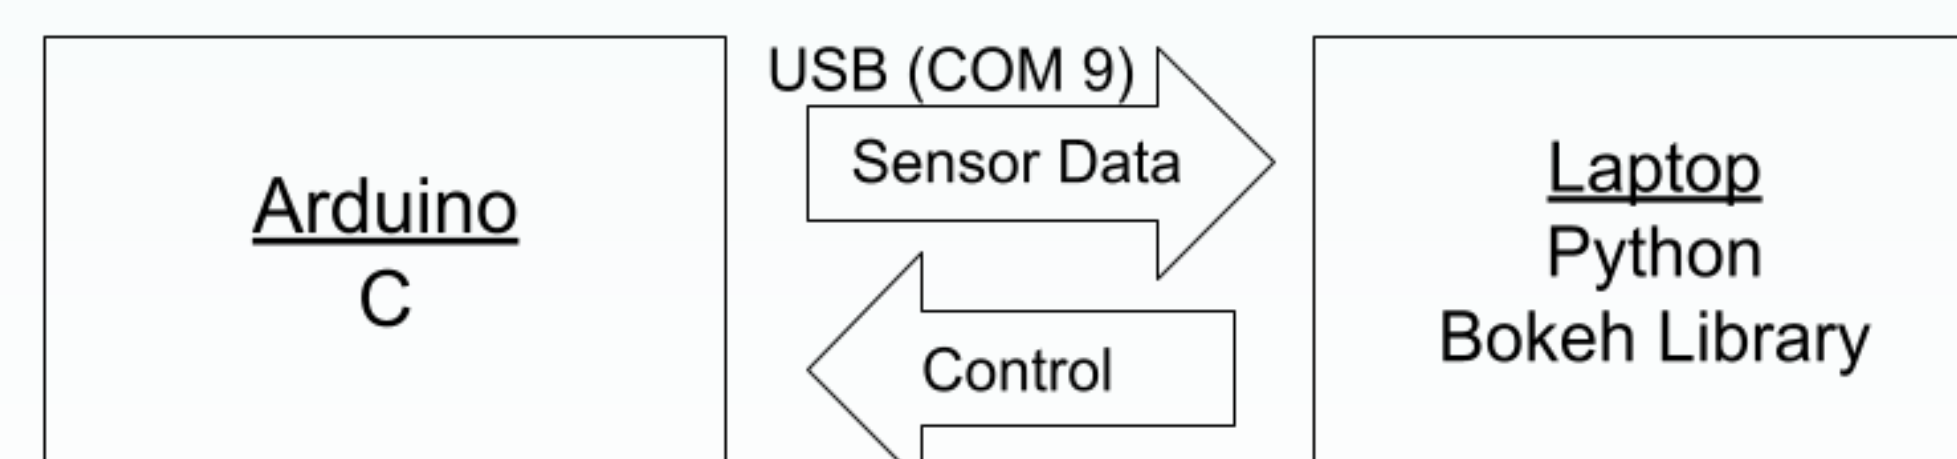 Arduino
C
USB (COM 9)
Sensor Data
Control
Laptop
Python
Bokeh Library